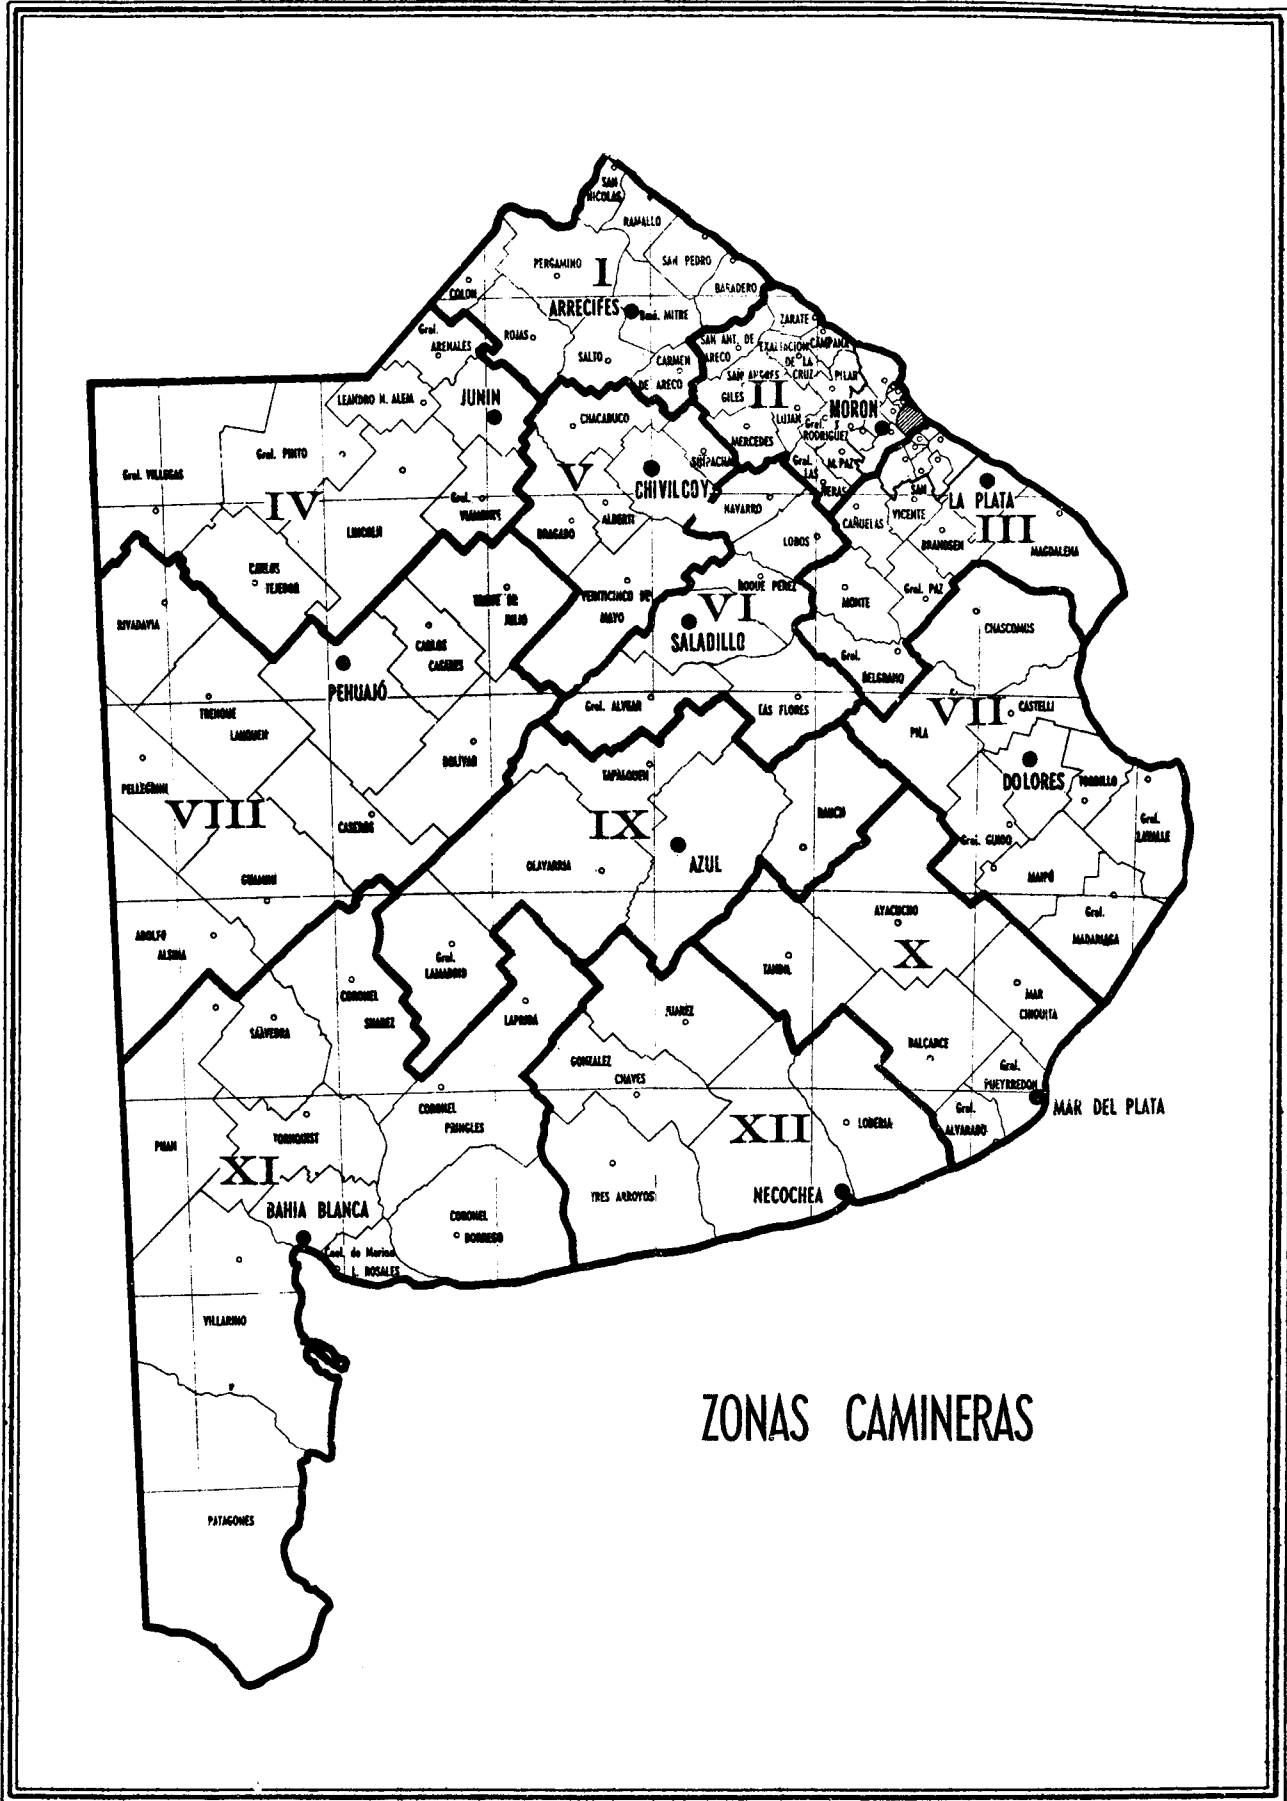 SAN
NICOLAS
RAMALLO
PERGAMINO
I
SAN PEDRO
COLON
ARRECIFES
Bmé. MITRE
BARADERO
Gral.
ARENALES
ROJAS
SALTO
CARMEN
DE ARECO
ZARATE
CAMPANA
SAN ANT. DE
ARECO
EXALTACION
DE LA
CRUZ
SAN ANDRES
GILES
II
PILAR
LUJAN
MORON
Gral.
RODRIGUEZ
MERCEDES
LEANDRO N. ALEM
JUNIN
CHACABUCO
Gral. PINTO
Gral. VILLEGAS
IV
LINCOLN
Gral.
VIAMONTE
V
CHIVILCOY
SUIPACHA
Gral.
LAS
HERAS
M. PAZ
BRAGADO
ALBERTI
NAVARRO
LOBOS
CAÑUELAS
SAN
VICENTE
LA PLATA
III
BRANDSEN
MAGDALENA
CARLOS
TEJEDOR
NUEVE DE
JULIO
VEINTICINCO DE
MAYO
ROQUE PEREZ
VI
SALADILLO
MONTE
Gral. PAZ
CHASCOMUS
RIVADAVIA
CARLOS
CASARES
PEHUAJÓ
Gral.
BELGRANO
TRENQUE
LAUQUEN
Gral. ALVEAR
LAS FLORES
VII
PILA
CASTELLI
BOLIVAR
TAPALQUEN
DOLORES
TORDILLO
PELLEGRINI
VIII
CASEROS
IX
RAUCH
Gral.
LAVALLE
Gral. GUIDO
OLAVARRIA
AZUL
MAIPÚ
GUAMINI
AYACUCHO
Gral.
MADARIAGA
ADOLFO
ALSINA
Gral.
LAMADRID
TANDIL
X
CORONEL
SUAREZ
LAPRIDA
JUAREZ
MAR
CHIQUITA
SAAVEDRA
GONZALEZ
CHAVES
BALCARCE
Gral.
PUEYRREDON
MAR DEL PLATA
CORONEL
PRINGLES
XII
LOBERIA
Gral.
ALVARADO
PUAN
TORNQUIST
XI
TRES ARROYOS
NECOCHEA
BAHIA BLANCA
CORONEL
DORREGO
Cnel. de Marina
L. ROSALES
VILLARINO
ZONAS CAMINERAS
PATAGONES